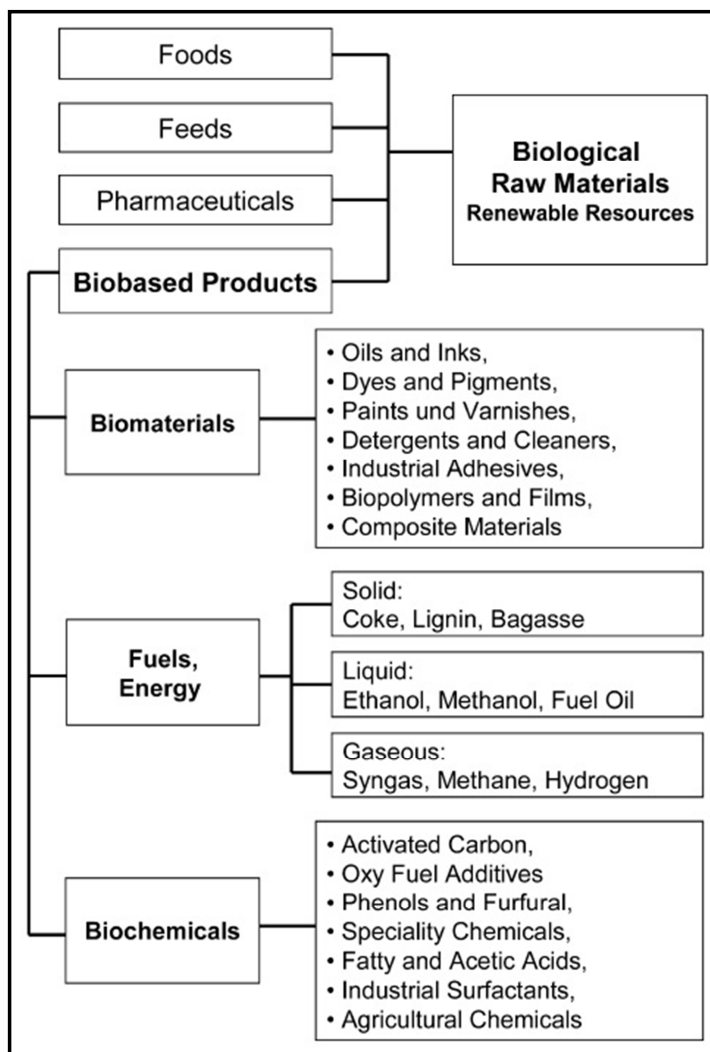 Foods
Feeds
Pharmaceuticals
Biobased Products
Biological
Raw Materials
Renewable Resources
Biomaterials
• Oils and Inks,
• Dyes and Pigments,
• Paints und Varnishes,
• Detergents and Cleaners,
• Industrial Adhesives,
• Biopolymers and Films,
• Composite Materials
Fuels,
Energy
Solid:
Coke, Lignin, Bagasse
Liquid:
Ethanol, Methanol, Fuel Oil
Gaseous:
Syngas, Methane, Hydrogen
Biochemicals
• Activated Carbon,
• Oxy Fuel Additives
• Phenols and Furfural,
• Speciality Chemicals,
• Fatty and Acetic Acids,
• Industrial Surfactants,
• Agricultural Chemicals